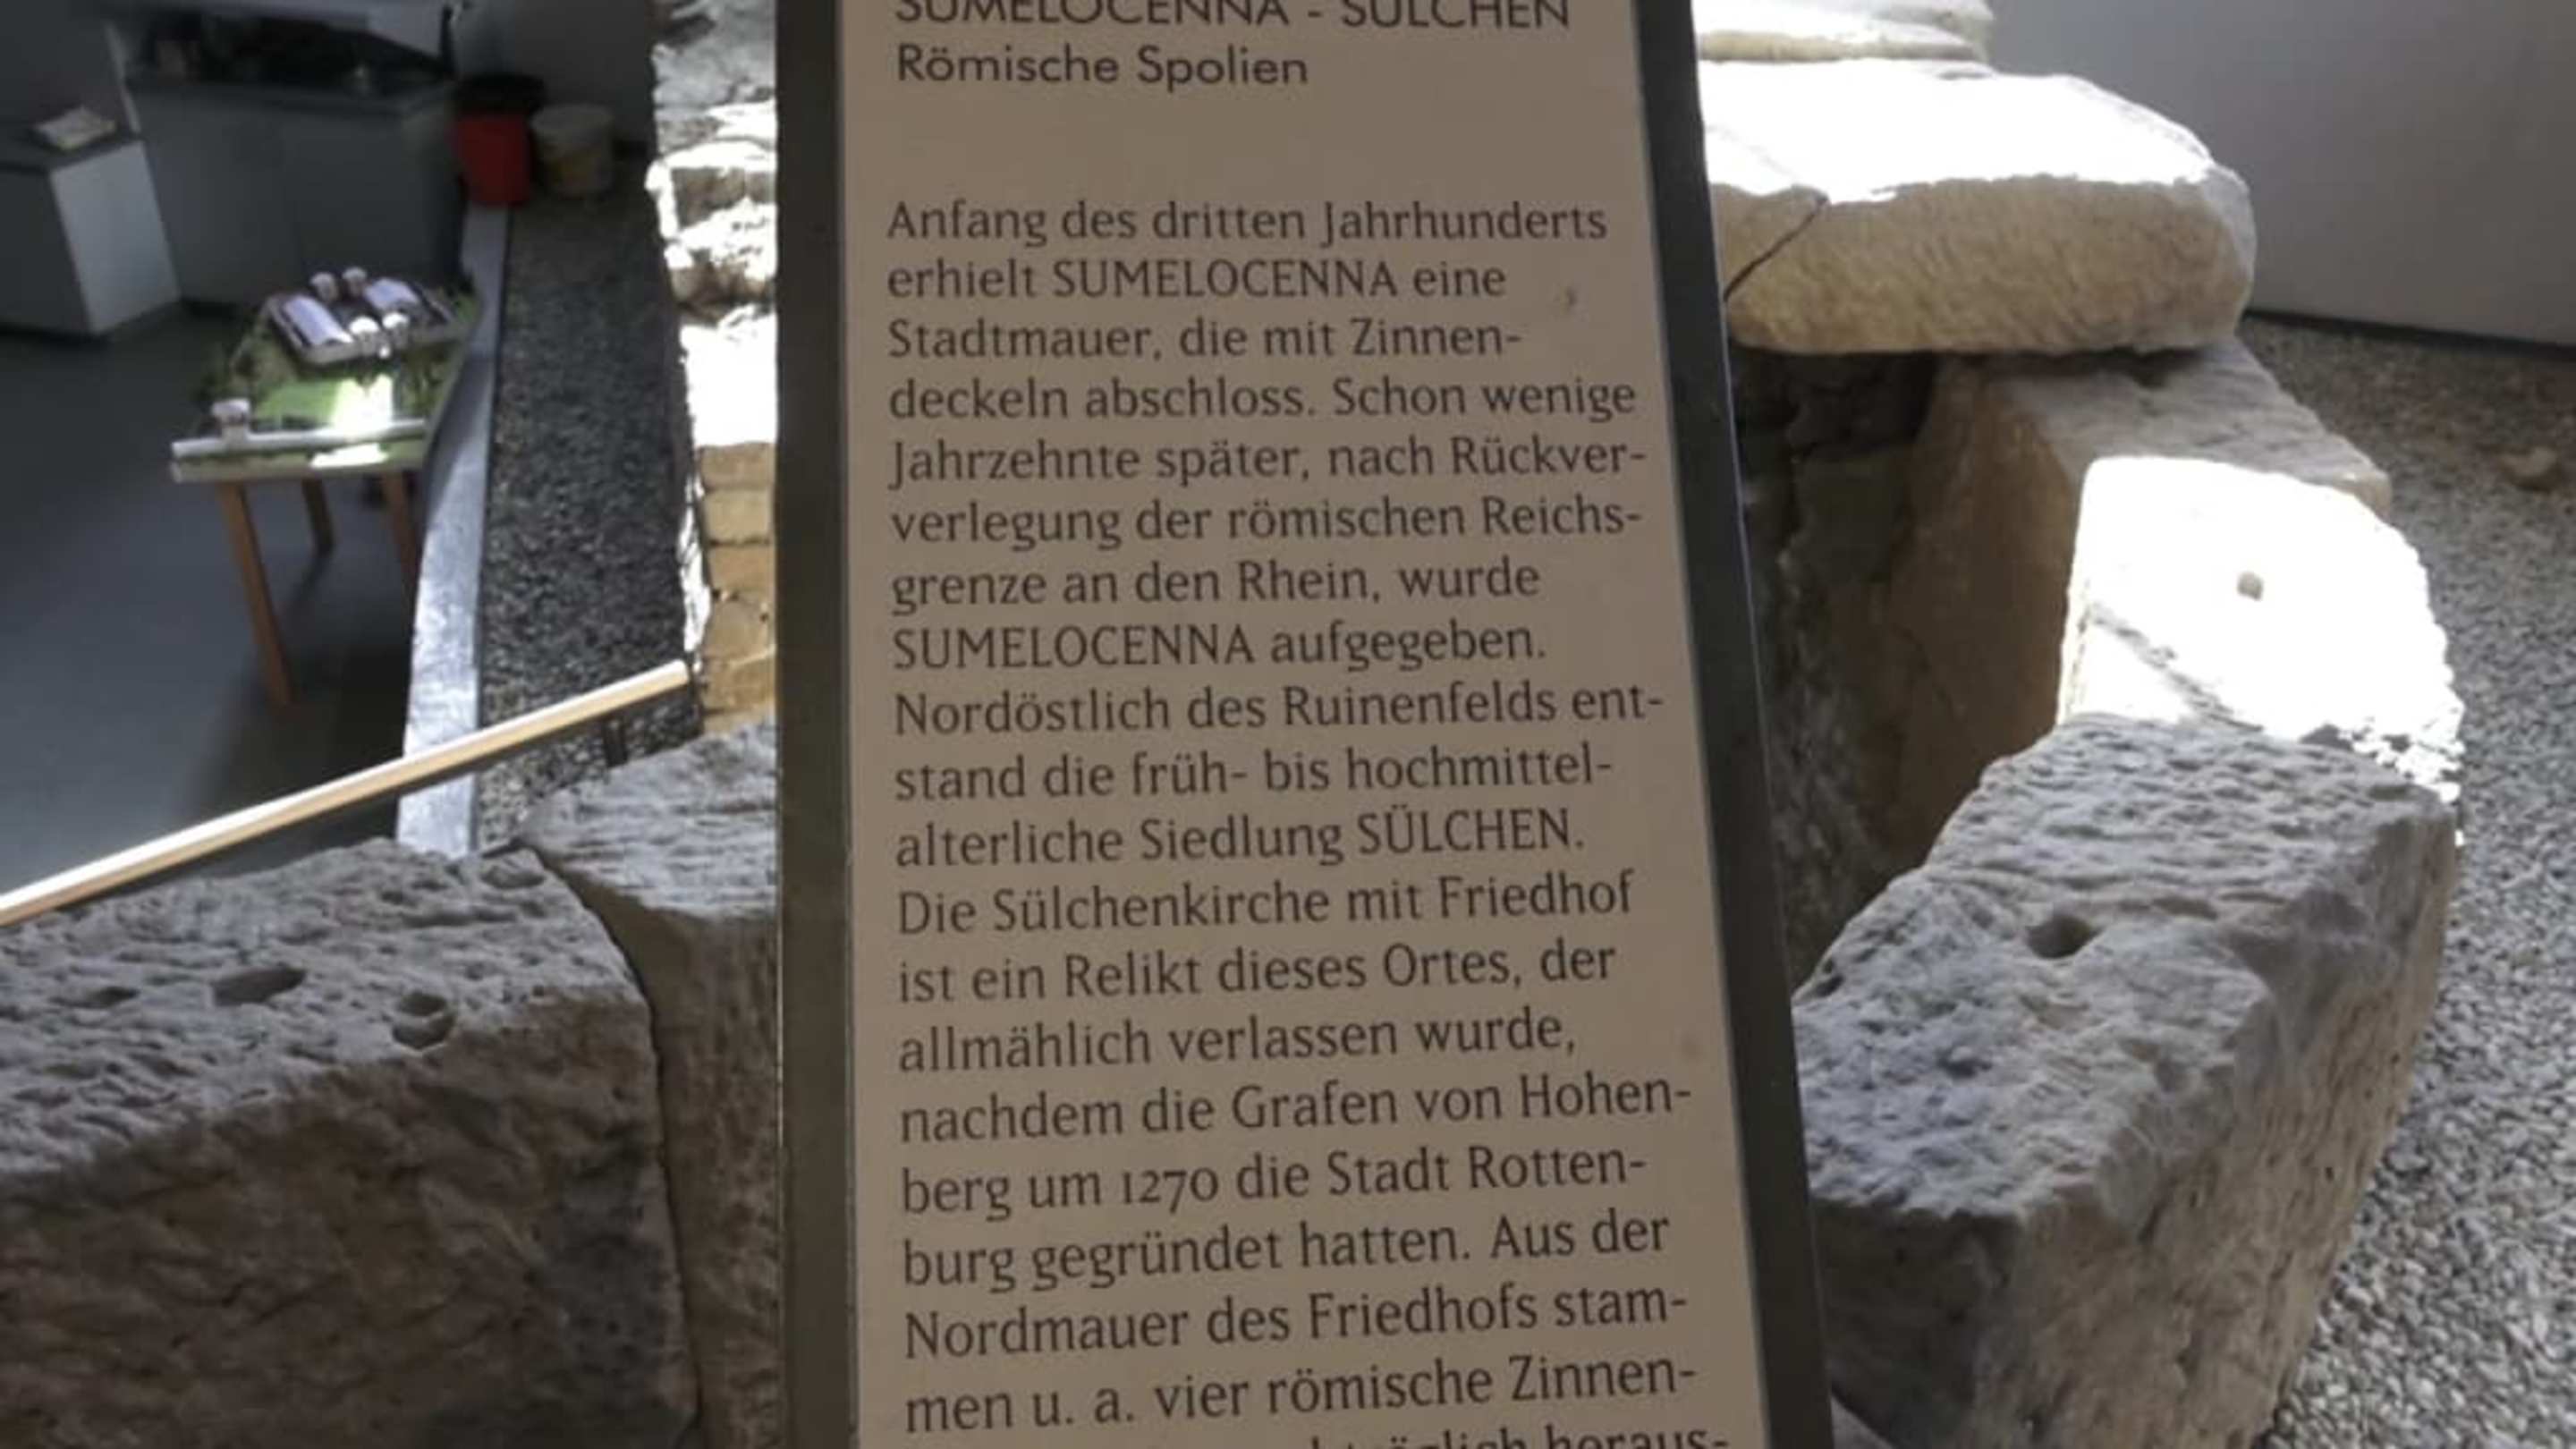 SUMELOCENNA - SÜLCHEN
Römische Spolien
Anfang des dritten Jahrhunderts
erhielt SUMELOCENNA eine
Stadtmauer, die mit Zinnen-
deckeln abschloss. Schon wenige
Jahrzehnte später, nach Rückver-
verlegung der römischen Reichs-
grenze an den Rhein, wurde
SUMELOCENNA aufgegeben.
Nordöstlich des Ruinenfelds ent-
stand die früh- bis hochmittel-
alterliche Siedlung SÜLCHEN.
Die Sülchenkirche mit Friedhof
ist ein Relikt dieses Ortes, der
allmählich verlassen wurde,
nachdem die Grafen von Hohen-
berg um 1270 die Stadt Rotten-
burg gegründet hatten. Aus der
Nordmauer des Friedhofs stam-
men u. a. vier römische Zinnen-
heraus-